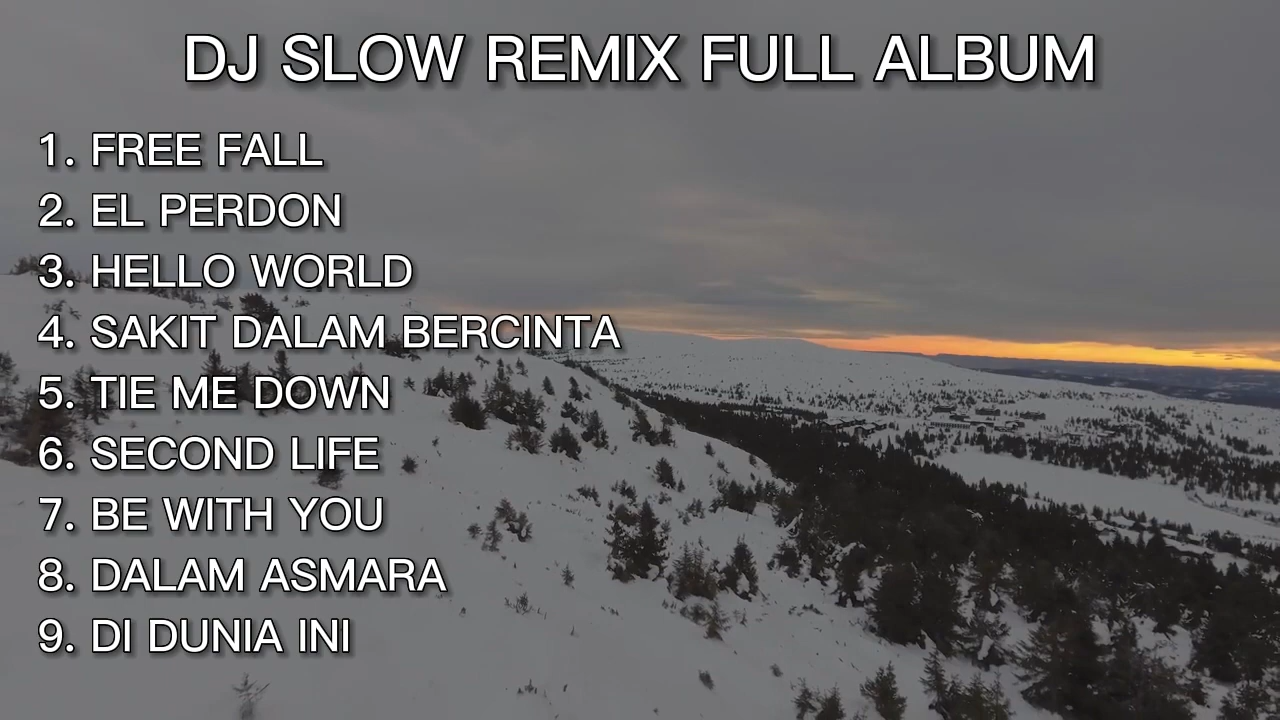 DJ SLOW REMIX FULL ALBUM
1. FREE FALL
2. EL PERDON
3. HELLO WORLD
4. SAKIT DALAM BERCINTA
5. TIE ME DOWN
6. SECOND LIFE
7. BE WITH YOU
8. DALAM ASMARA
9. DI DUNIA INI